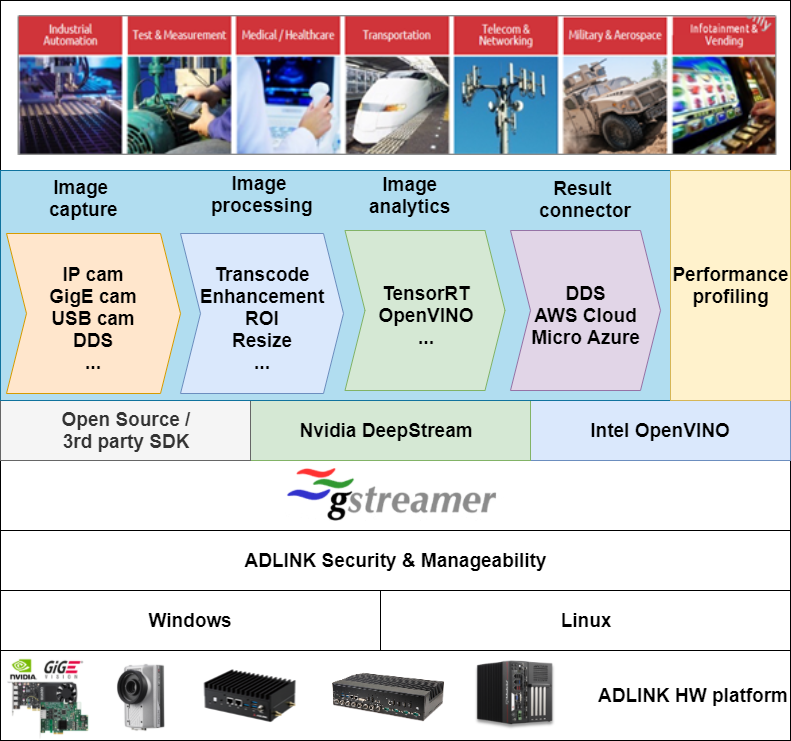 Industrial
Automation
Test & Measurement
Medical / Healthcare
Transportation
Telecom &
Networking
Military & Aerospace
Infotainment &
Vending
Image
capture
Image
processing
Image
analytics
Result
connector
IP cam
GigE cam
USB cam
DDS
...
Transcode
Enhancement
ROI
Resize
...
TensorRT
OpenVINO
...
DDS
AWS Cloud
Micro Azure
Performance
profiling
Open Source /
3rd party SDK
Nvidia DeepStream
Intel OpenVINO
gstreamer
ADLINK Security & Manageability
Windows
Linux
NVIDIA
GiGE
VISION
ADLINK HW platform